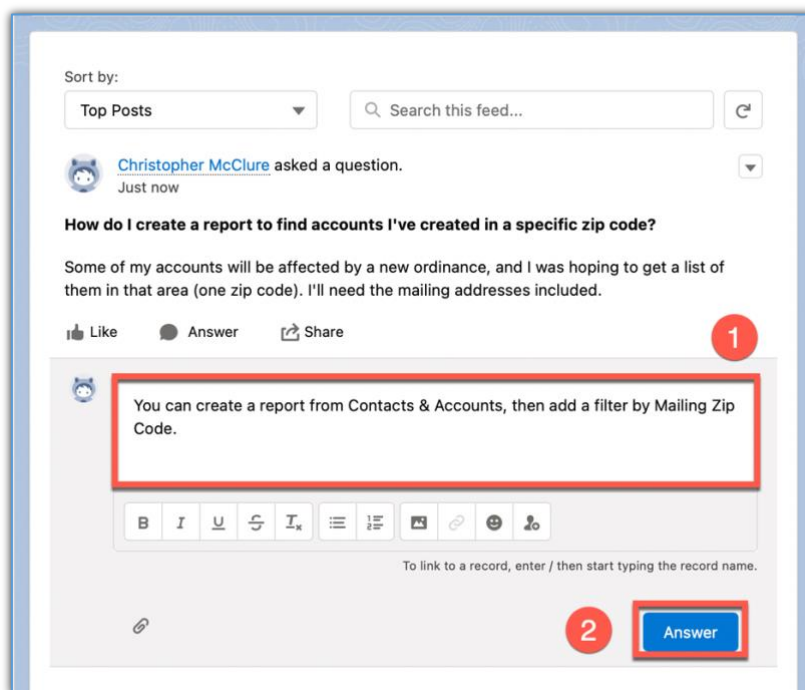 Sort by:
Top Posts
Search this feed...
Christopher McClure asked a question.
Just now
How do I create a report to find accounts I've created in a specific zip code?
Some of my accounts will be affected by a new ordinance, and I was hoping to get a list of
them in that area (one zip code). I'll need the mailing addresses included.
Like Answer Share
1
You can create a report from Contacts & Accounts, then add a filter by Mailing Zip
Code.
B I U S Tx
To link to a record, enter / then start typing the record name.
2
Answer